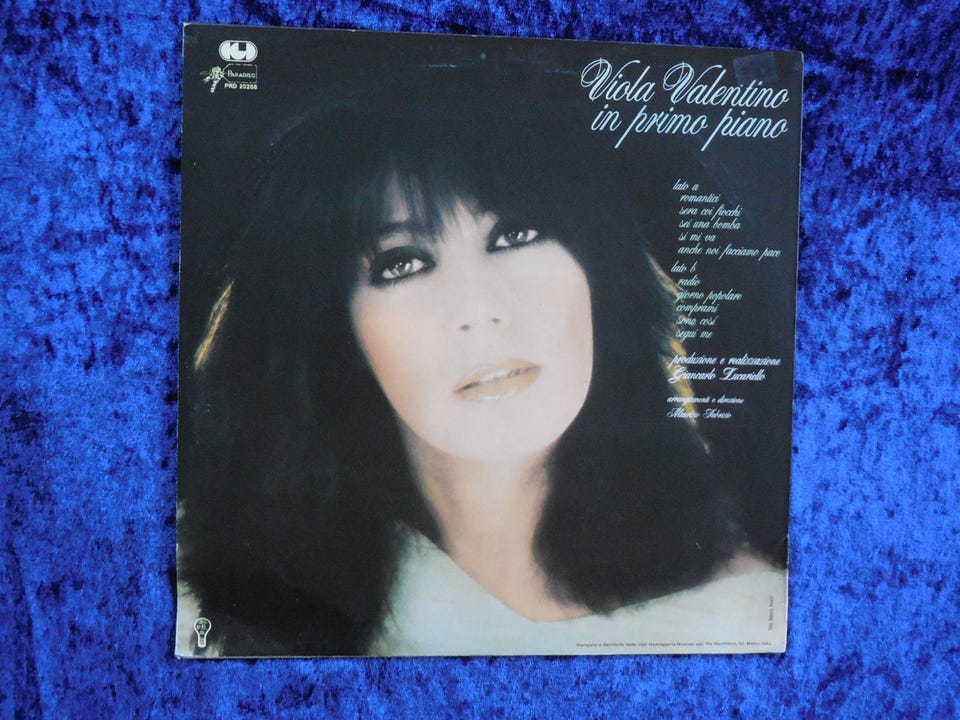 Paradiso
PRD 20268
Viola Valentino
in primo piano
lato a
romantici
sera coi fiocchi
sei una bomba
si mi va
anche noi facciamo pace
lato b
radio
giorno popolare
comprami
sono così
segui me
produzione e realizzazione
Giancarlo Lucariello
arrangiamenti e direzione
Maurizio Fabrizio